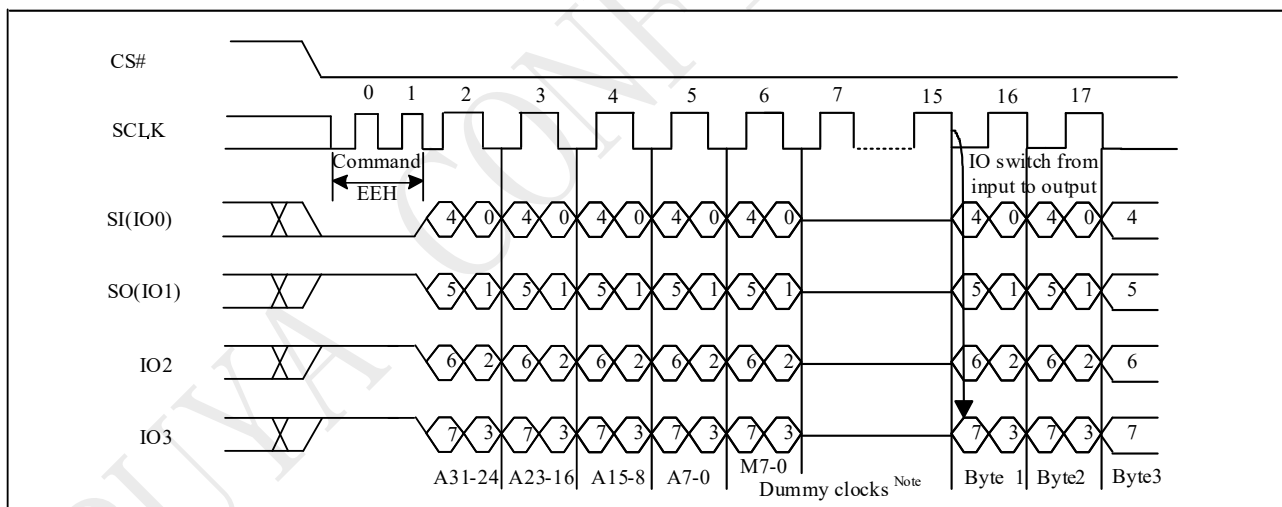 CS#
0 1 2 3 4 5 6 7 15 16 17
SCLK
Command
EEH
IO switch from
input to output
SI(IO0)
4 0 4 0 4 0 4 0 4 0 4 0 4 0 4
SO(IO1)
5 1 5 1 5 1 5 1 5 1 5 1 5 1 5
IO2
6 2 6 2 6 2 6 2 6 2 6 2 6 2 6
IO3
7 3 7 3 7 3 7 3 7 3 7 3 7 3 7
A31-24 A23-16 A15-8 A7-0 M7-0 Dummy clocks Note Byte 1 Byte2 Byte3
PUYA CONF